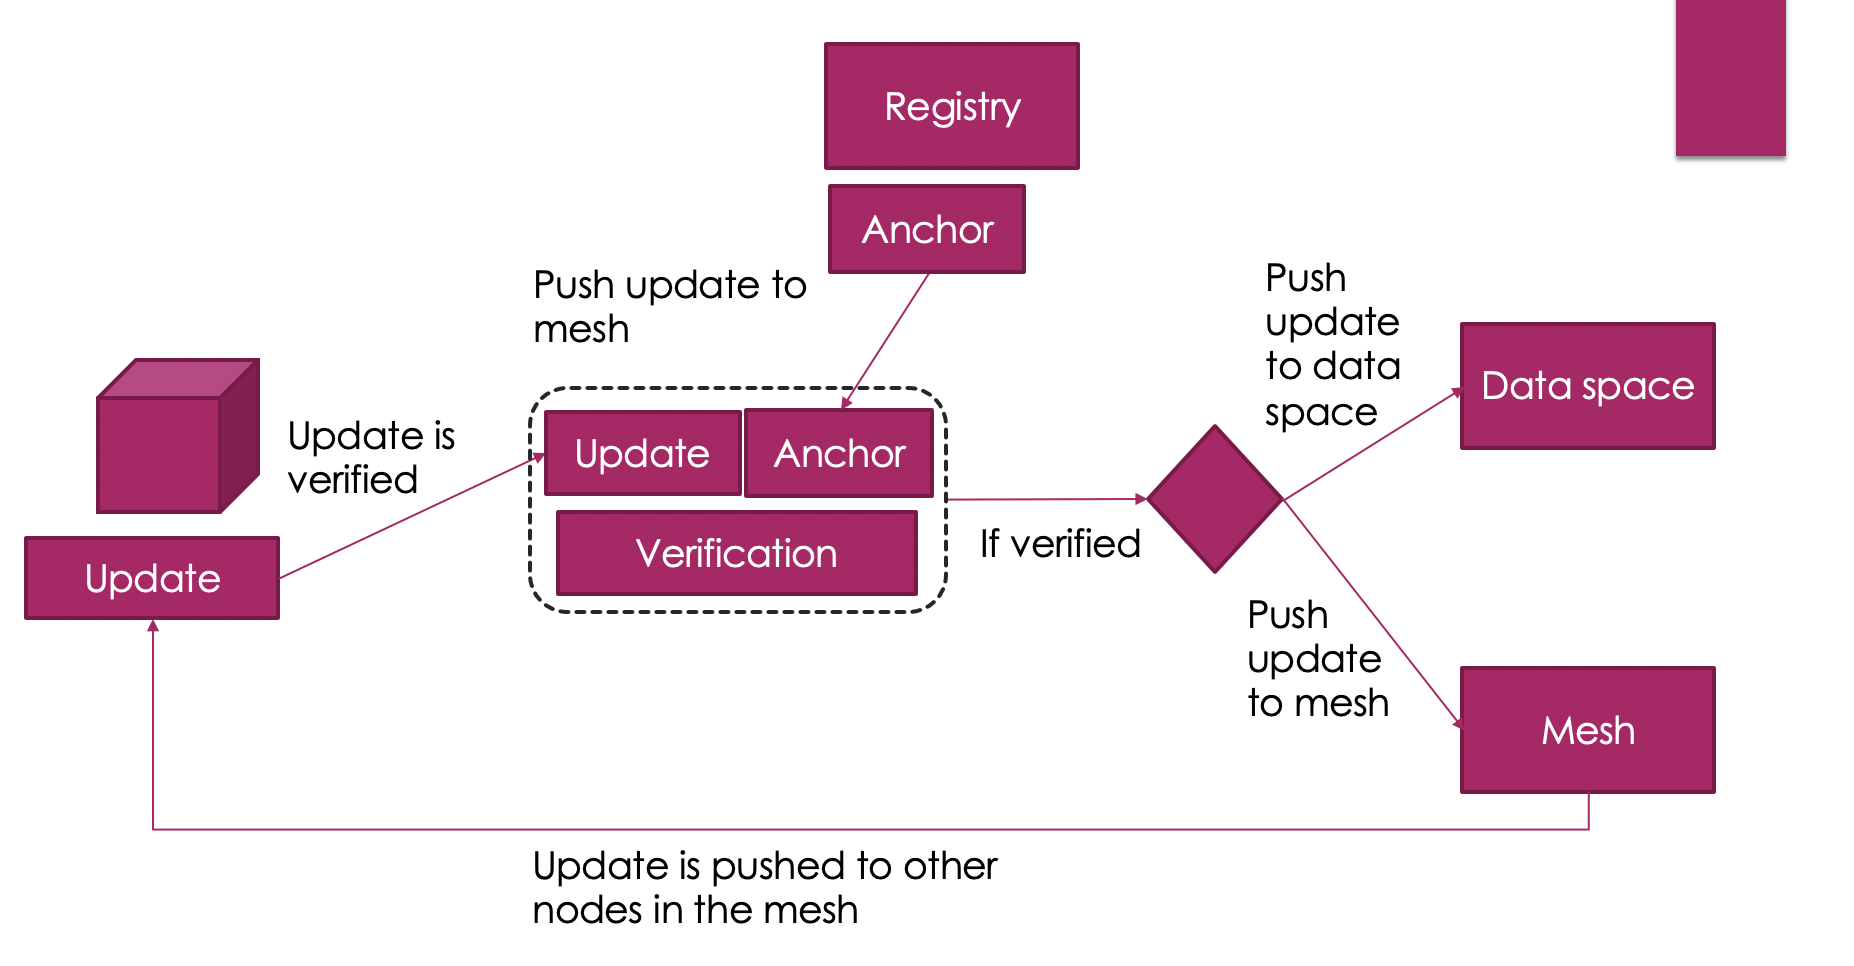 Registry
Anchor
Push update to
mesh
Push
update
to data
space
Data space
Update is
verified
Update
Anchor
Verification
If verified
Update
Push
update
to mesh
Mesh
Update is pushed to other
nodes in the mesh